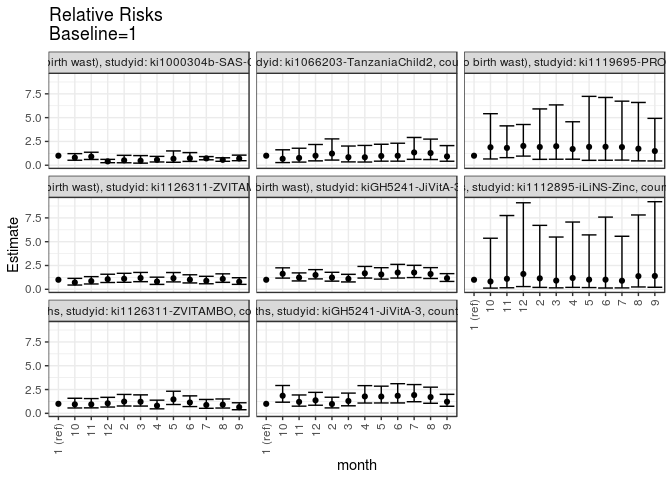 Relative Risks
Baseline=1
birth wast), studyid: ki1000304b-SAS-
dyid: ki1066203-TanzaniaChild2, cou
birth wast), studyid: ki1119695-PRO
7.5
5.0
2.5
0.0
birth wast), studyid: ki1126311-ZVITAM
birth wast), studyid: kiGH5241-JiVitA-3
, studyid: ki1112895-iLiNS-Zinc, coun
7.5
5.0
2.5
0.0
Estimate
1 (ref) 10 11 12 2 3 4 5 6 7 8 9
ths, studyid: ki1126311-ZVITAMBO, co
ths, studyid: kiGH5241-JiVitA-3, count
7.5
5.0
2.5
0.0
1 (ref) 10 11 12 2 3 4 5 6 7 8 9
1 (ref) 10 11 12 2 3 4 5 6 7 8 9
month